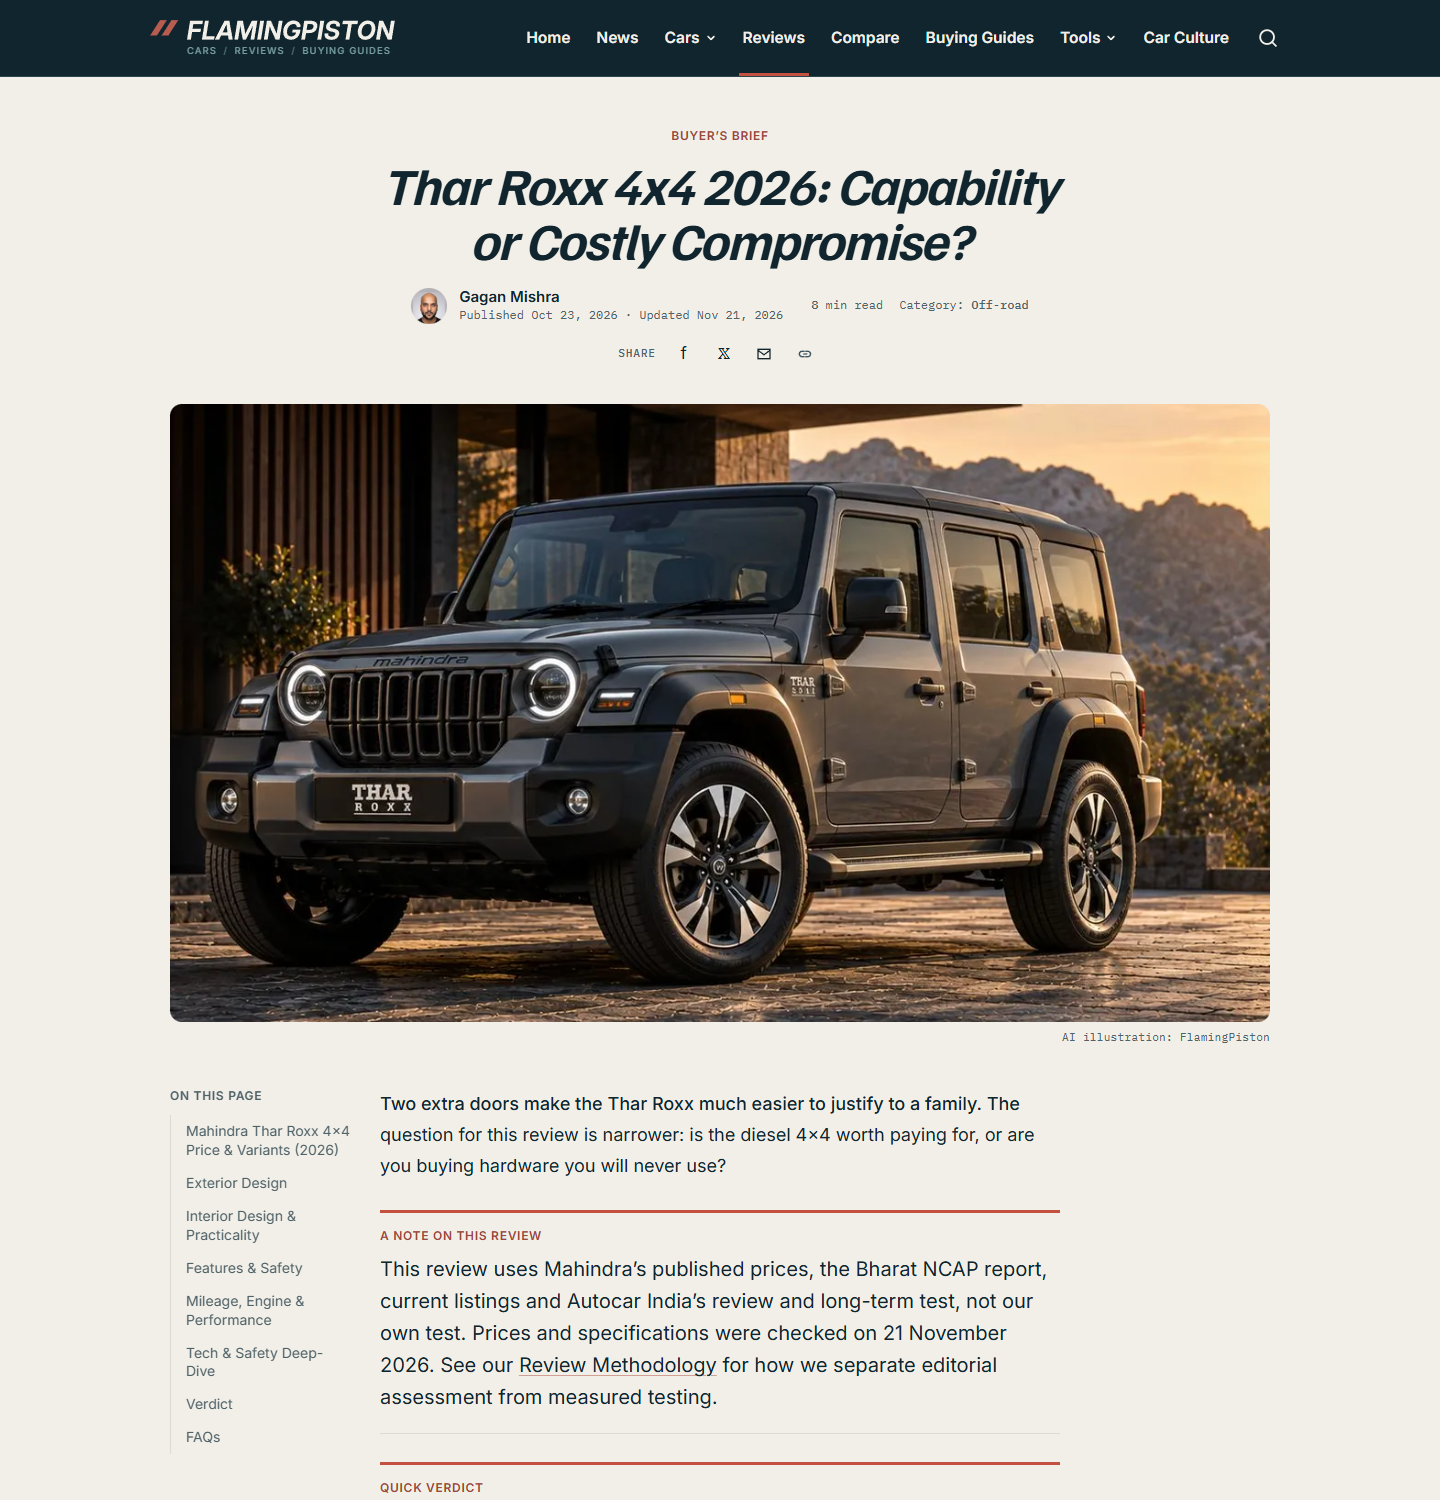 FLAMINGPISTON
CARS / REVIEWS / BUYING GUIDES
Home News Cars Reviews Compare Buying Guides Tools Car Culture
BUYER’S BRIEF
Thar Roxx 4x4 2026: Capability
or Costly Compromise?
Gagan Mishra
Published Oct 23, 2026 · Updated Nov 21, 2026
8 min read Category: Off-road
SHARE
mahindra
THAR
THAR
ROXX
AI illustration: FlamingPiston
ON THIS PAGE
Mahindra Thar Roxx 4×4
Price & Variants (2026)
Exterior Design
Interior Design &
Practicality
Features & Safety
Mileage, Engine &
Performance
Tech & Safety Deep-
Dive
Verdict
FAQs
Two extra doors make the Thar Roxx much easier to justify to a family. The
question for this review is narrower: is the diesel 4×4 worth paying for, or are
you buying hardware you will never use?
A NOTE ON THIS REVIEW
This review uses Mahindra’s published prices, the Bharat NCAP report,
current listings and Autocar India’s review and long-term test, not our
own test. Prices and specifications were checked on 21 November
2026. See our Review Methodology for how we separate editorial
assessment from measured testing.
QUICK VERDICT